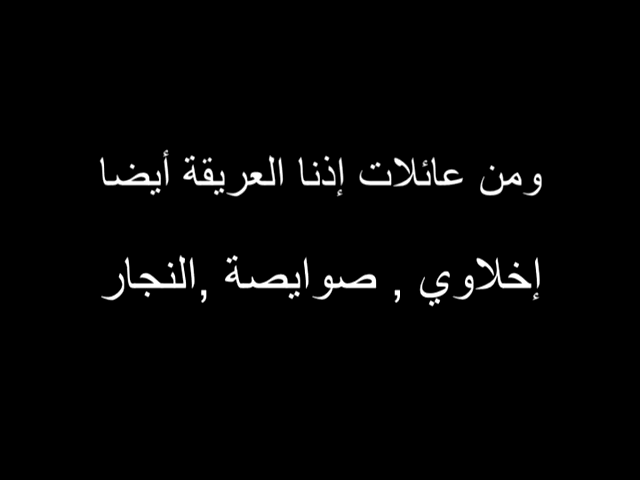 ومن عائلات إذنا العريقة أيضا
إخلاوي , صوايصة ,النجار